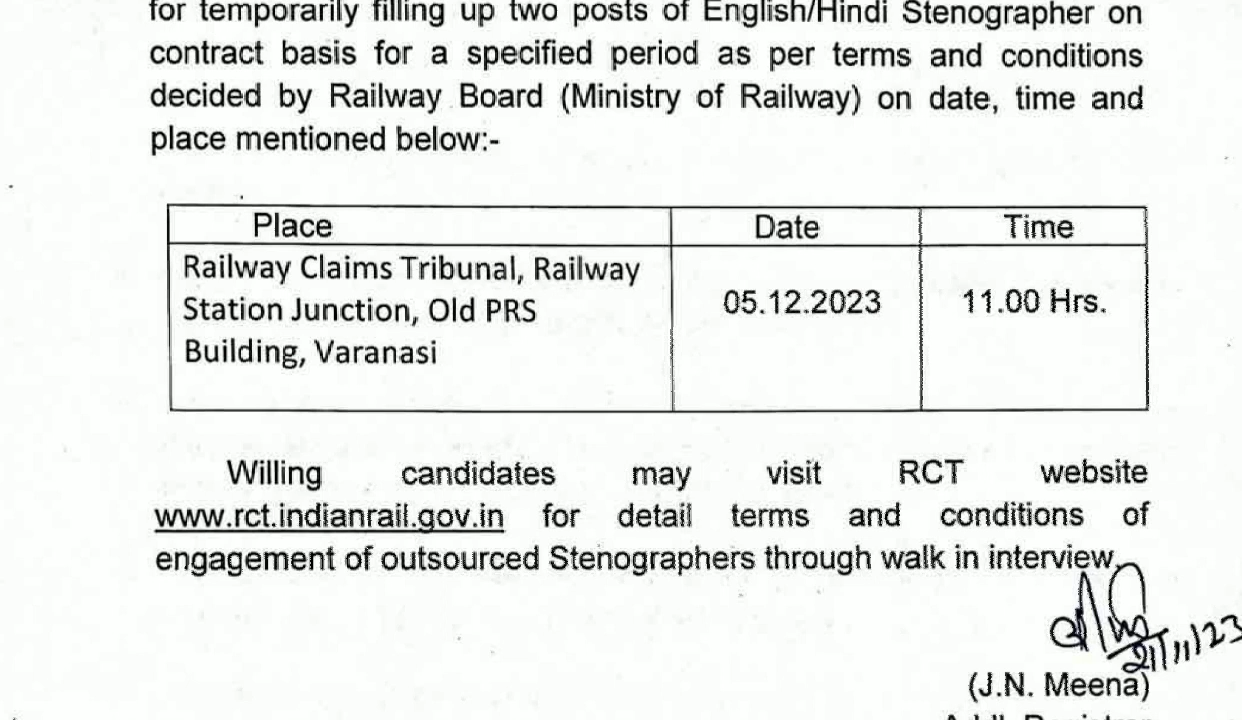 for temporarily filling up two posts of English/Hindi Stenographer on
contract basis for a specified period as per terms and conditions
decided by Railway Board (Ministry of Railway) on date, time and
place mentioned below:-
Place Date Time
Railway Claims Tribunal, Railway
Station Junction, Old PRS
Building, Varanasi
05.12.2023 11.00 Hrs.
Willing candidates may visit RCT website
www.rct.indianrail.gov.in for detail terms and conditions of
engagement of outsourced Stenographers through walk in interview.
21/11/23
(J.N. Meena)
Addl. Registrar